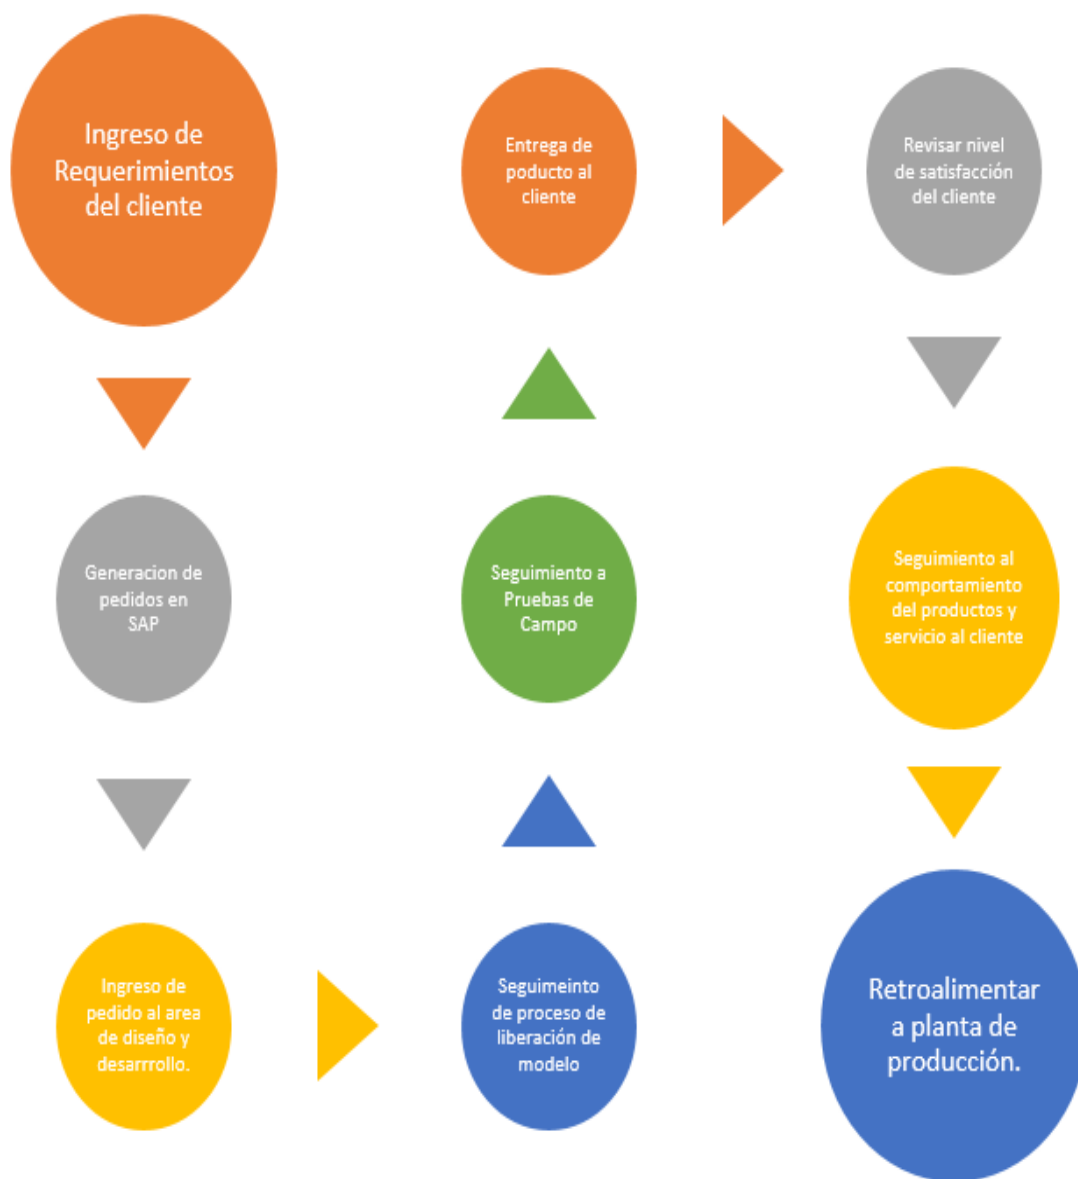 Ingreso de
Requerimientos
del cliente
Generacion de
pedidos en
SAP
Ingreso de
pedido al area
de diseño y
desarrrollo.
Seguimeinto
de proceso de
liberación de
modelo
Seguimiento a
Pruebas de
Campo
Entrega de
poducto al
cliente
Revisar nivel
de satisfacción
del cliente
Seguimiento al
comportamiento
del productos y
servicio al cliente
Retroalimentar
a planta de
producción.